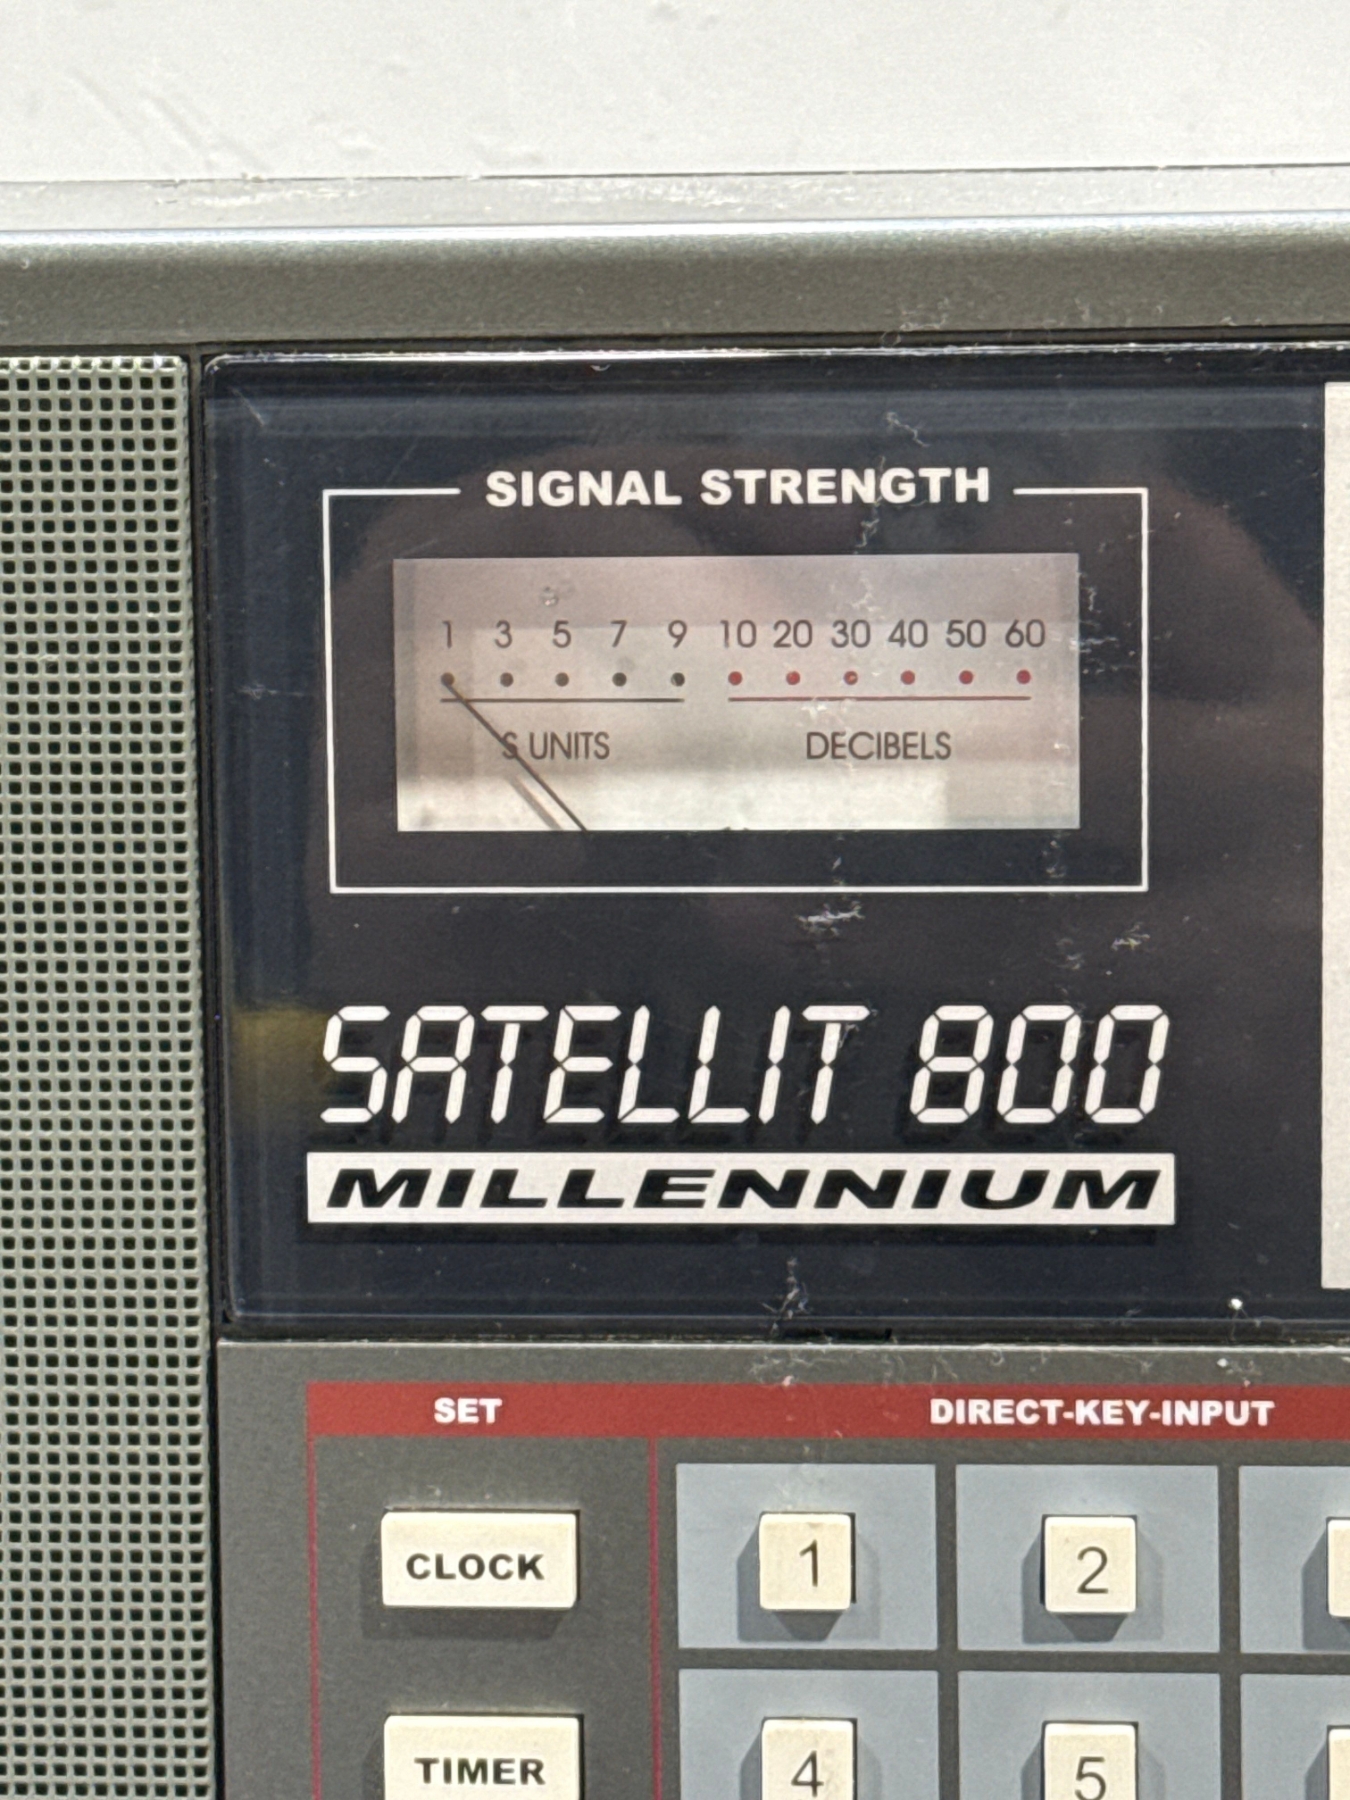 SIGNAL STRENGTH
1 3 5 7 9 10 20 30 40 50 60
S UNITS DECIBELS
SATELLIT 800
MILLENNIUM
SET DIRECT-KEY-INPUT
CLOCK 1 2
TIMER 4 5